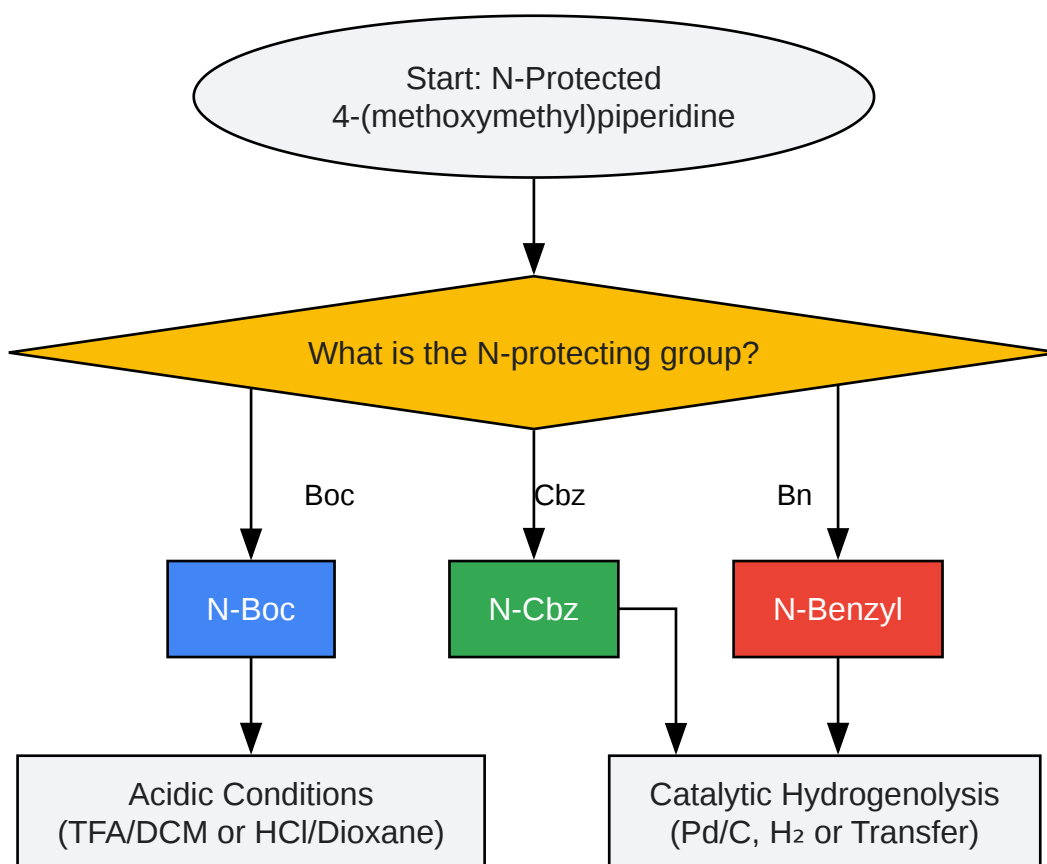 Start: N-Protected
4-(methoxymethyl)piperidine
What is the N-protecting group?
Boc
Cbz
Bn
N-Boc
N-Cbz
N-Benzyl
Acidic Conditions
(TFA/DCM or HCl/Dioxane)
Catalytic Hydrogenolysis
(Pd/C, H₂ or Transfer)